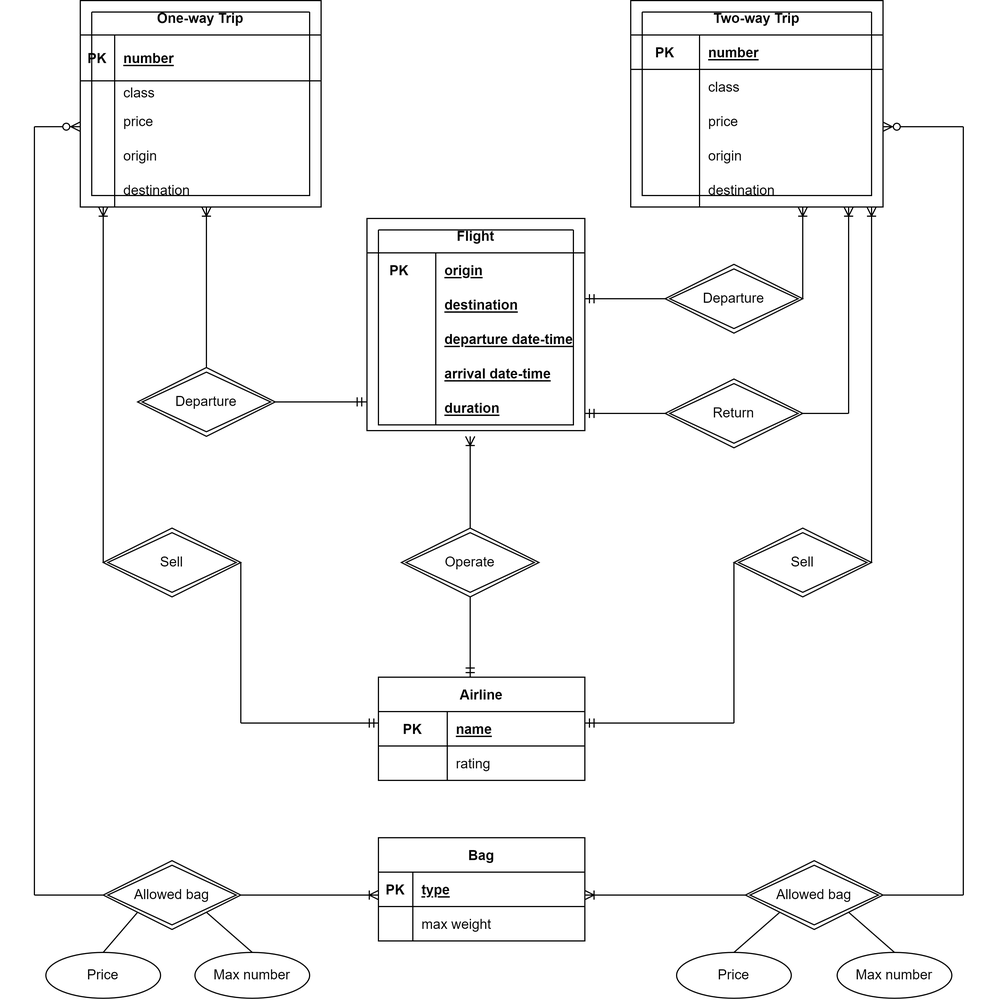 One-way Trip
PK number
class
price
origin
destination
Two-way Trip
PK number
class
price
origin
destination
Flight
PK origin
destination
departure date-time
arrival date-time
duration
Departure
Departure
Return
Sell
Operate
Sell
Airline
PK name
rating
Bag
PK type
max weight
Allowed bag
Price
Max number
Allowed bag
Price
Max number